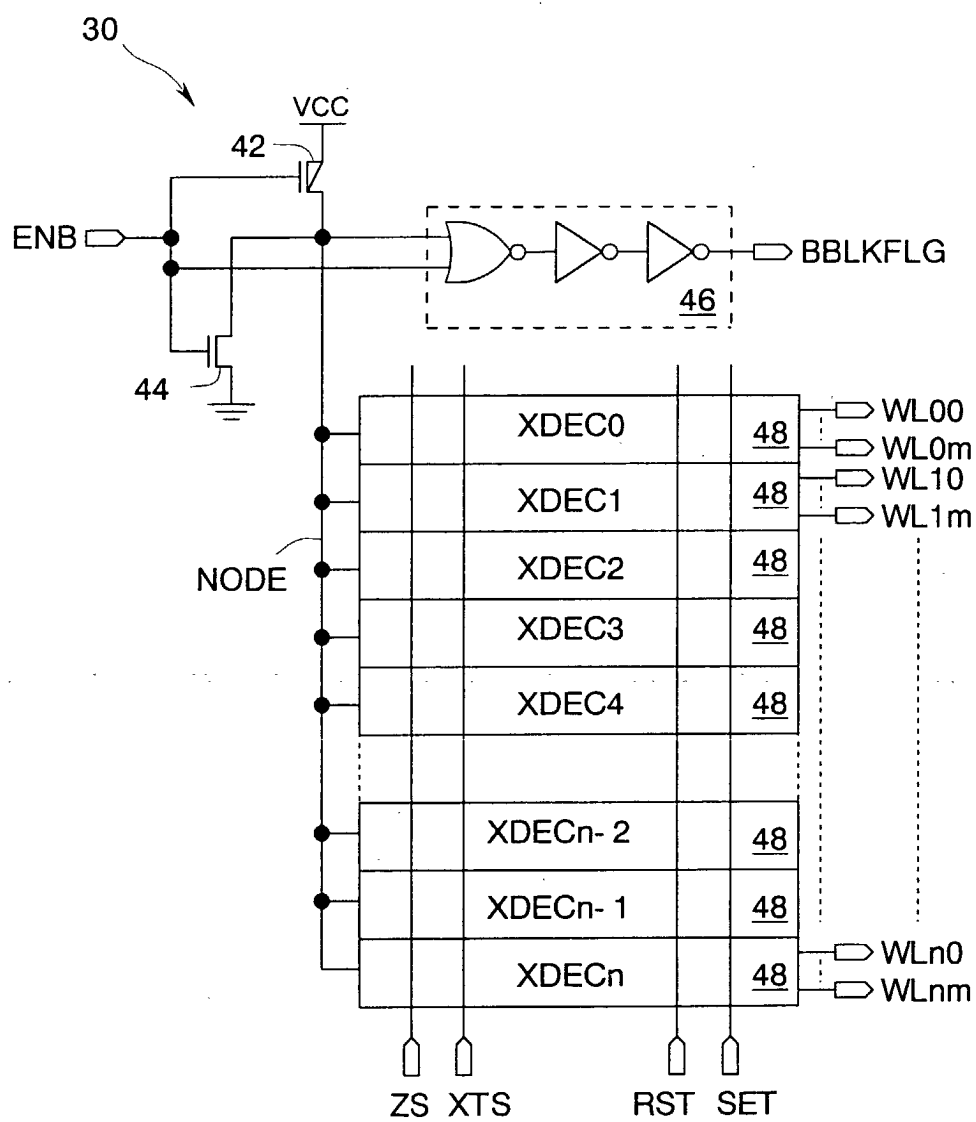 30
VCC
42
ENB
BBLKFLG
46
44
XDEC0 48 WL00
WL0m
XDEC1 48 WL10
WL1m
XDEC2 48
NODE
XDEC3 48
XDEC4 48
XDECn-2 48
XDECn-1 48
XDECn 48 WLn0
WLnm
ZS XTS RST SET